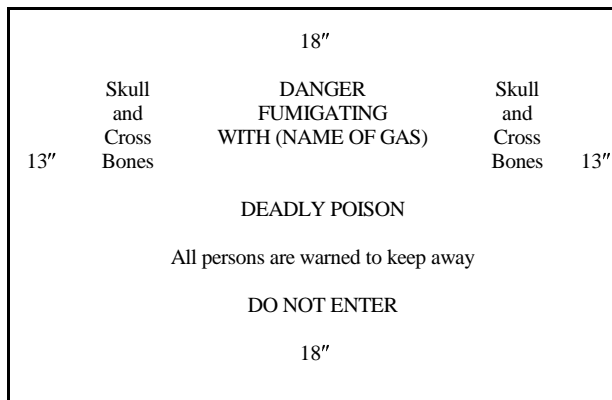 18″
Skull DANGER Skull
and FUMIGATING and
Cross WITH (NAME OF GAS) Cross
13″ Bones Bones 13″
DEADLY POISON
All persons are warned to keep away
DO NOT ENTER
18″